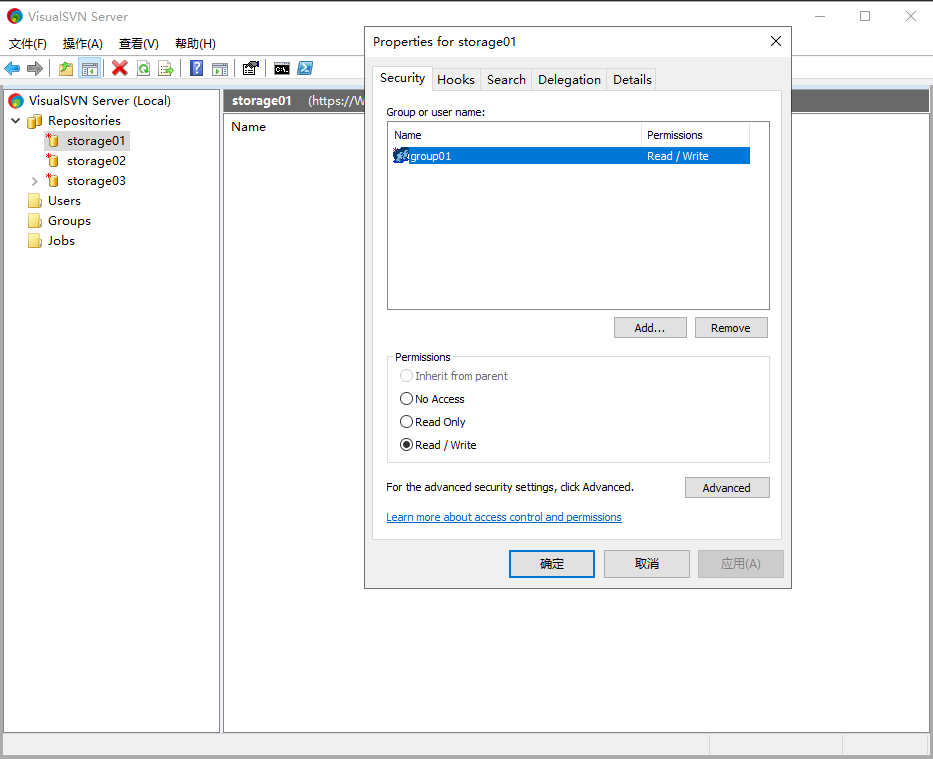 VisualSVN Server
文件(F) 操作(A) 查看(V) 帮助(H)
VisualSVN Server (Local)
Repositories
storage01
storage02
storage03
Users
Groups
Jobs
storage01 (https://W
Name
Properties for storage01
Security Hooks Search Delegation Details
Group or user name:
Name Permissions
group01 Read / Write
Add... Remove
Permissions
Inherit from parent
No Access
Read Only
Read / Write
For the advanced security settings, click Advanced.
Advanced
Learn more about access control and permissions
确定 取消 应用(A)